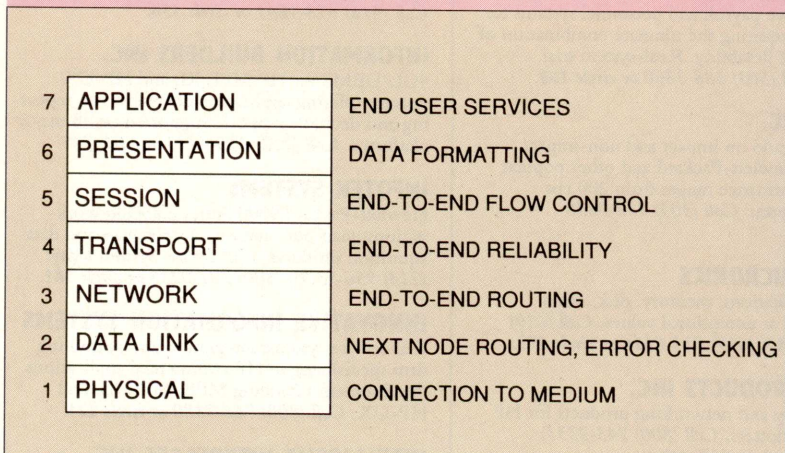 7 APPLICATION END USER SERVICES
6 PRESENTATION DATA FORMATTING
5 SESSION END-TO-END FLOW CONTROL
4 TRANSPORT END-TO-END RELIABILITY
3 NETWORK END-TO-END ROUTING
2 DATA LINK NEXT NODE ROUTING, ERROR CHECKING
1 PHYSICAL CONNECTION TO MEDIUM